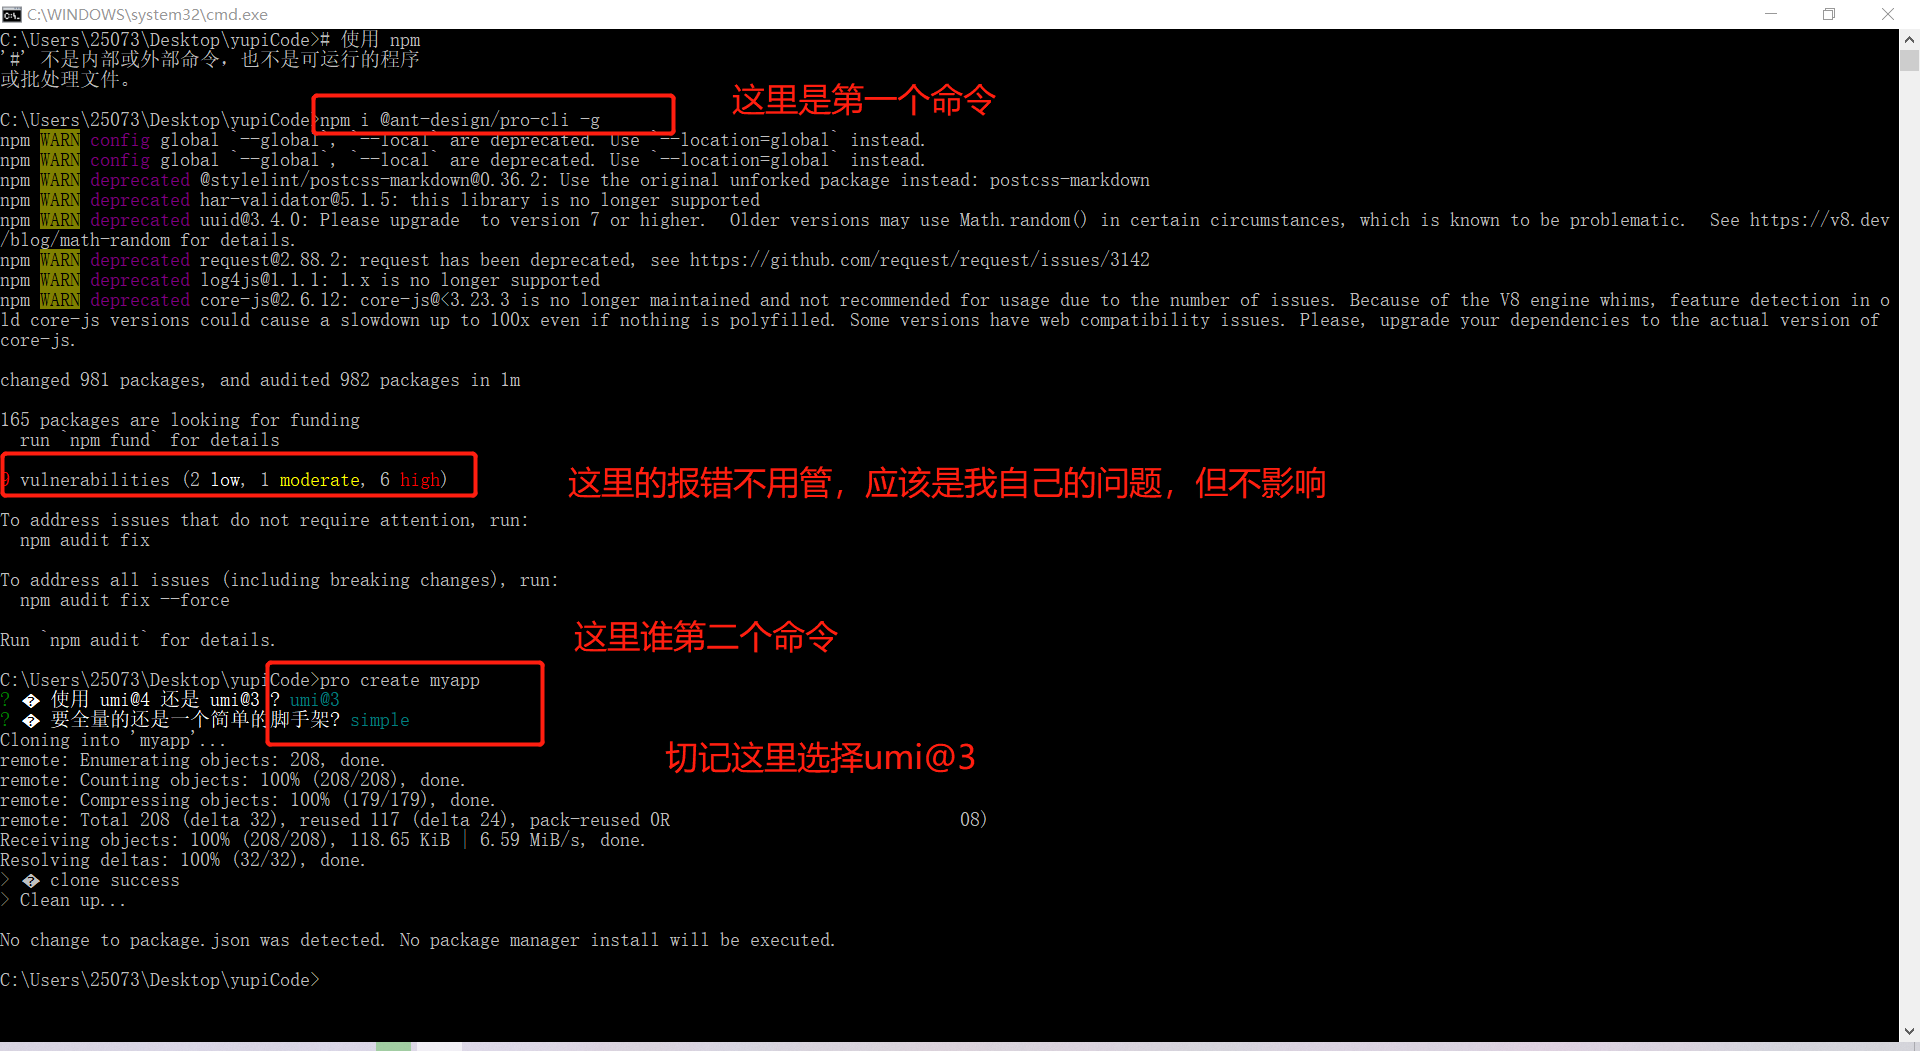 C:\WINDOWS\system32\cmd.exe
C:\Users\25073\Desktop\yupiCode># 使用 npm
'#' 不是内部或外部命令，也不是可运行的程序
或批处理文件。
这里是第一个命令
C:\Users\25073\Desktop\yupiCode>npm i @ant-design/pro-cli -g
npm WARN config global `--global`, `--local` are deprecated. Use `--location=global` instead.
npm WARN config global `--global`, `--local` are deprecated. Use `--location=global` instead.
npm WARN deprecated @stylelint/postcss-markdown@0.36.2: Use the original unforked package instead: postcss-markdown
npm WARN deprecated har-validator@5.1.5: this library is no longer supported
npm WARN deprecated uuid@3.4.0: Please upgrade  to version 7 or higher.  Older versions may use Math.random() in certain circumstances, which is known to be problematic.  See https://v8.dev
/blog/math-random for details.
npm WARN deprecated request@2.88.2: request has been deprecated, see https://github.com/request/request/issues/3142
npm WARN deprecated log4js@1.1.1: 1.x is no longer supported
npm WARN deprecated core-js@2.6.12: core-js@<3.23.3 is no longer maintained and not recommended for usage due to the number of issues. Because of the V8 engine whims, feature detection in o
ld core-js versions could cause a slowdown up to 100x even if nothing is polyfilled. Some versions have web compatibility issues. Please, upgrade your dependencies to the actual version of
core-js.
changed 981 packages, and audited 982 packages in 1m
165 packages are looking for funding
  run `npm fund` for details
9 vulnerabilities (2 low, 1 moderate, 6 high)
这里的报错不用管，应该是我自己的问题，但不影响
To address issues that do not require attention, run:
  npm audit fix
To address all issues (including breaking changes), run:
  npm audit fix --force
Run `npm audit` for details.
这里谁第二个命令
C:\Users\25073\Desktop\yupiCode>pro create myapp
? � 使用 umi@4 还是 umi@3 ? umi@3
? � 要全量的还是一个简单的脚手架? simple
Cloning into 'myapp'...
切记这里选择umi@3
remote: Enumerating objects: 208, done.
remote: Counting objects: 100% (208/208), done.
remote: Compressing objects: 100% (179/179), done.
remote: Total 208 (delta 32), reused 117 (delta 24), pack-reused 0R                             08)
Receiving objects: 100% (208/208), 118.65 KiB | 6.59 MiB/s, done.
Resolving deltas: 100% (32/32), done.
> � clone success
> Clean up...
No change to package.json was detected. No package manager install will be executed.
C:\Users\25073\Desktop\yupiCode>